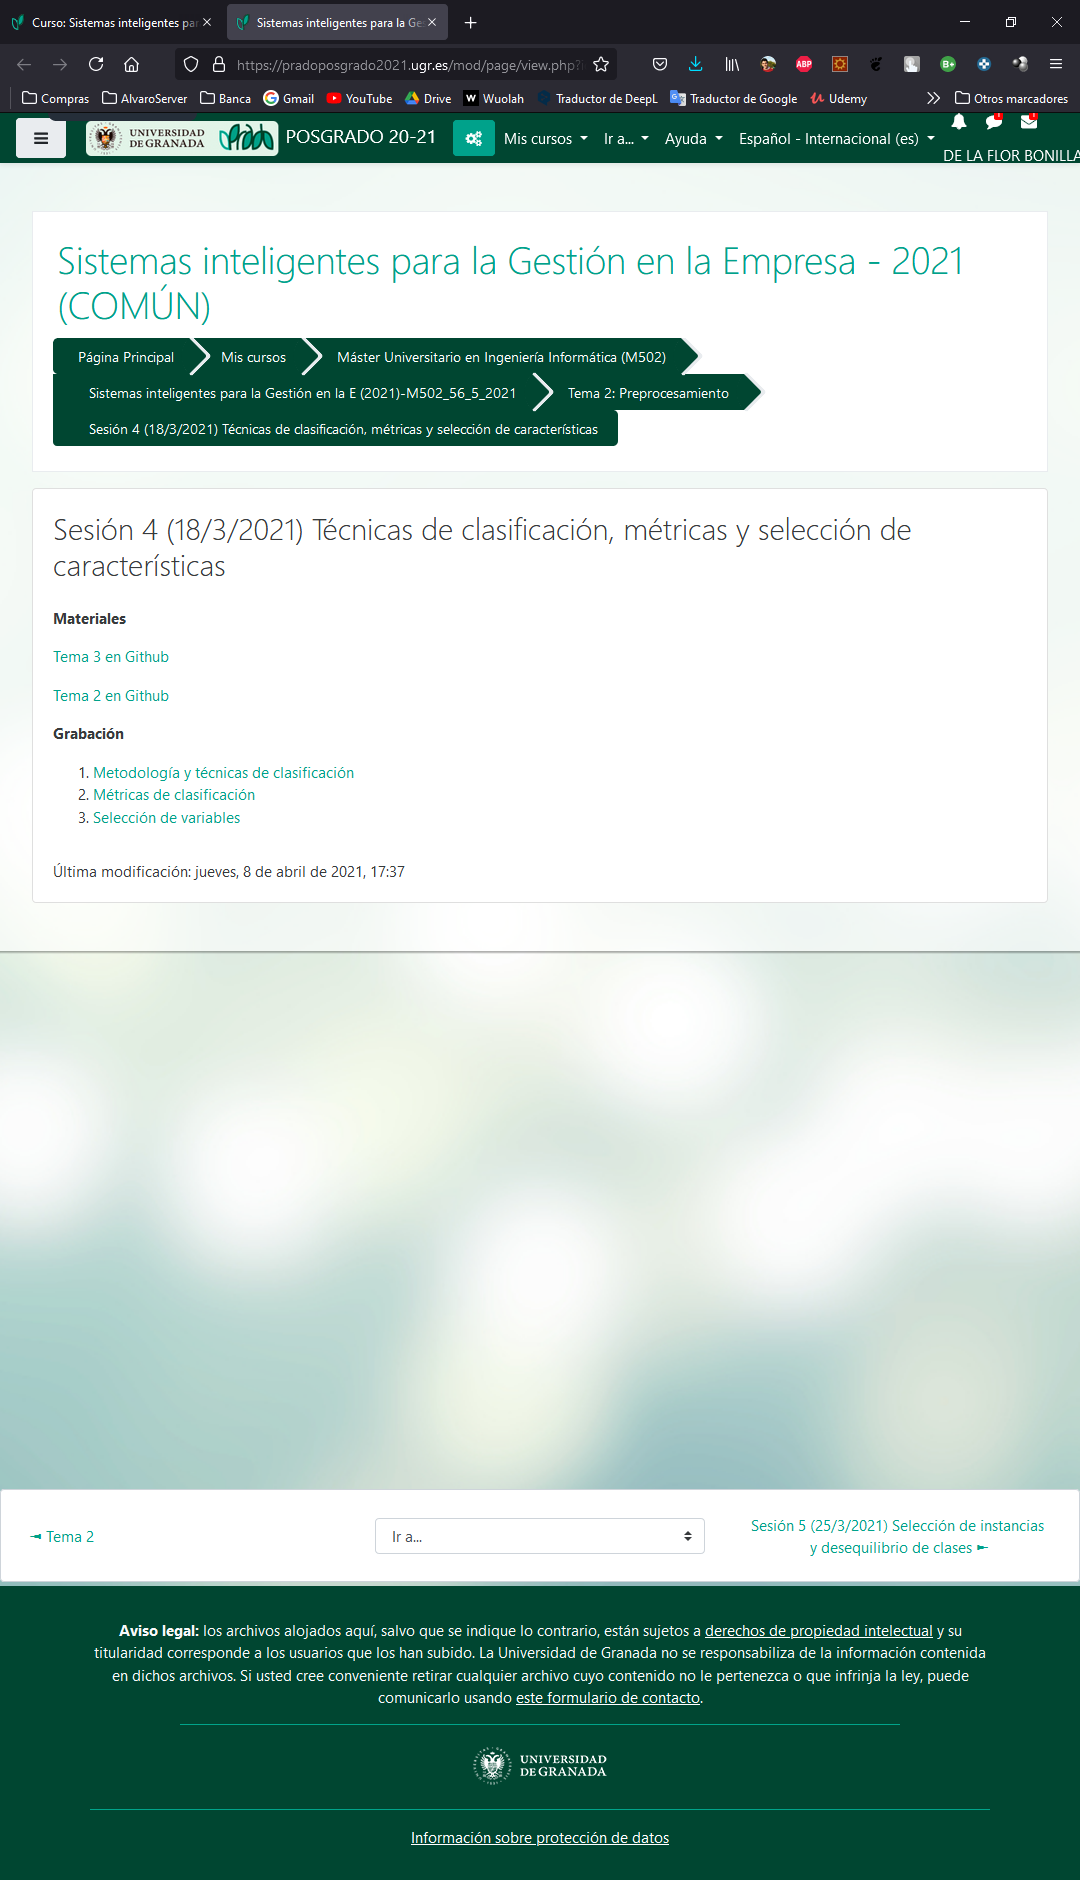 Curso: Sistemas inteligentes par
Sistemas inteligentes para la Ge
https://pradoposgrado2021.ugr.es/mod/page/view.php?i
ABP
B+
Compras
AlvaroServer
Banca
Gmail
YouTube
Drive
Wuolah
Traductor de DeepL
Traductor de Google
Udemy
Otros marcadores
UNIVERSIDAD
DE GRANADA
POSGRADO 20-21
Mis cursos
Ir a...
Ayuda
Español - Internacional (es)
DE LA FLOR BONILLA
Sistemas inteligentes para la Gestión en la Empresa - 2021
(COMÚN)
Página Principal
Mis cursos
Máster Universitario en Ingeniería Informática (M502)
Sistemas inteligentes para la Gestión en la E (2021)-M502_56_5_2021
Tema 2: Preprocesamiento
Sesión 4 (18/3/2021) Técnicas de clasificación, métricas y selección de características
Sesión 4 (18/3/2021) Técnicas de clasificación, métricas y selección de
características
Materiales
Tema 3 en Github
Tema 2 en Github
Grabación
1. Metodología y técnicas de clasificación
2. Métricas de clasificación
3. Selección de variables
Última modificación: jueves, 8 de abril de 2021, 17:37
◄ Tema 2
Ir a...
Sesión 5 (25/3/2021) Selección de instancias
y desequilibrio de clases ►
Aviso legal: los archivos alojados aquí, salvo que se indique lo contrario, están sujetos a derechos de propiedad intelectual y su
titularidad corresponde a los usuarios que los han subido. La Universidad de Granada no se responsabiliza de la información contenida
en dichos archivos. Si usted cree conveniente retirar cualquier archivo cuyo contenido no le pertenezca o que infrinja la ley, puede
comunicarlo usando este formulario de contacto.
UNIVERSIDAD
DE GRANADA
Información sobre protección de datos